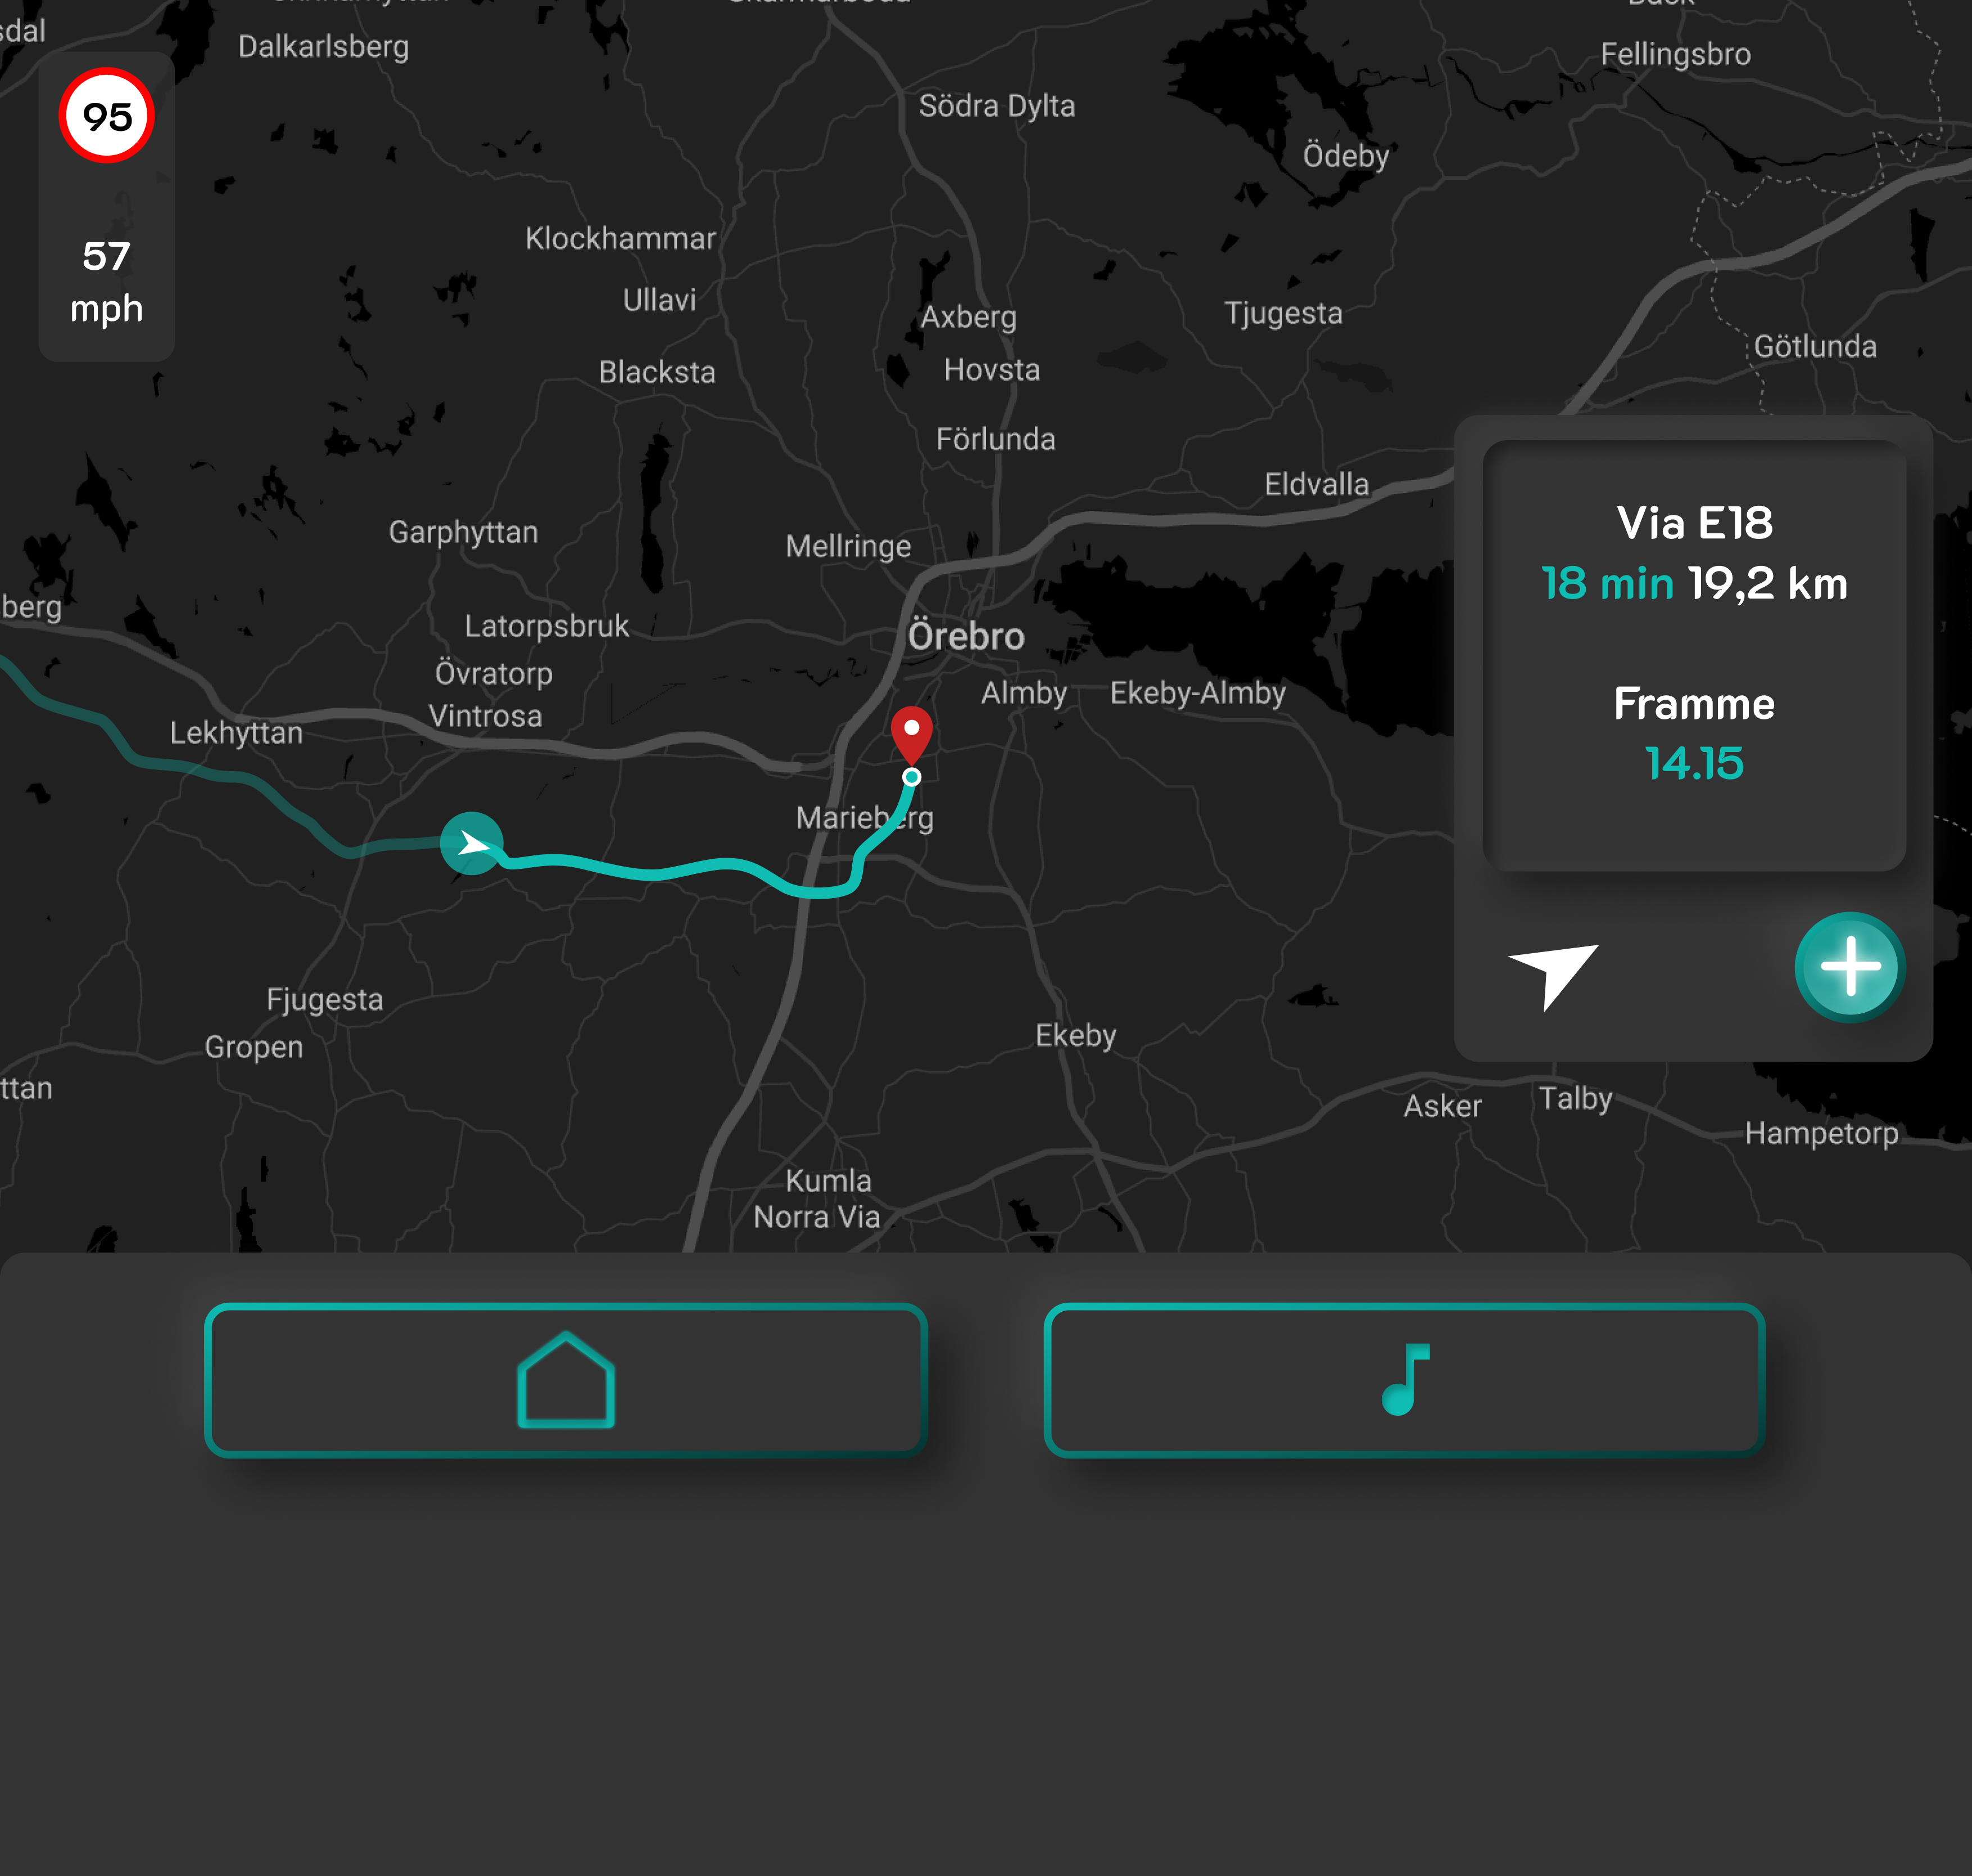 sdal
Dalkarlsberg
Fellingsbro
95
Södra Dylta
Ödeby
57
mph
Klockhammar
Ullavi
Axberg
Tjugesta
Götlunda
Blacksta
Hovsta
Förlunda
Eldvalla
Garphyttan
Mellringe
Via E18
18 min 19,2 km
berg
Latorpsbruk
Örebro
Övratorp
Almby
Ekeby-Almby
Vintrosa
Framme
14.15
Lekhyttan
Marieberg
Fjugesta
Gropen
Ekeby
ttan
Asker
Talby
Hampetorp
Kumla
Norra Via